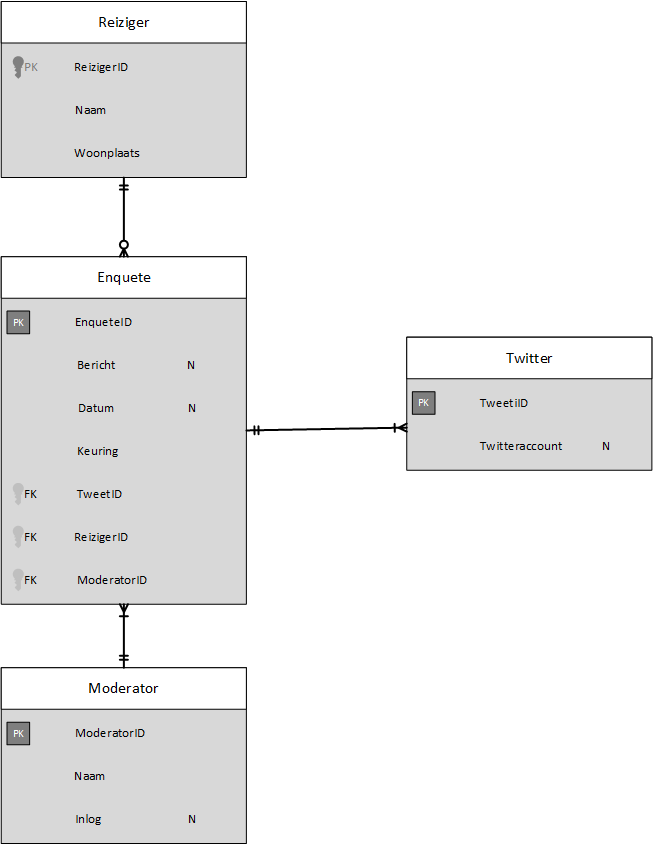 Reiziger
PK ReizigerID
Naam
Woonplaats
Enquete
PK EnqueteID
Bericht N
Datum N
Keuring
FK TweetID
FK ReizigerID
FK ModeratorID
Twitter
PK TweetiID
Twitteraccount N
Moderator
PK ModeratorID
Naam
Inlog N